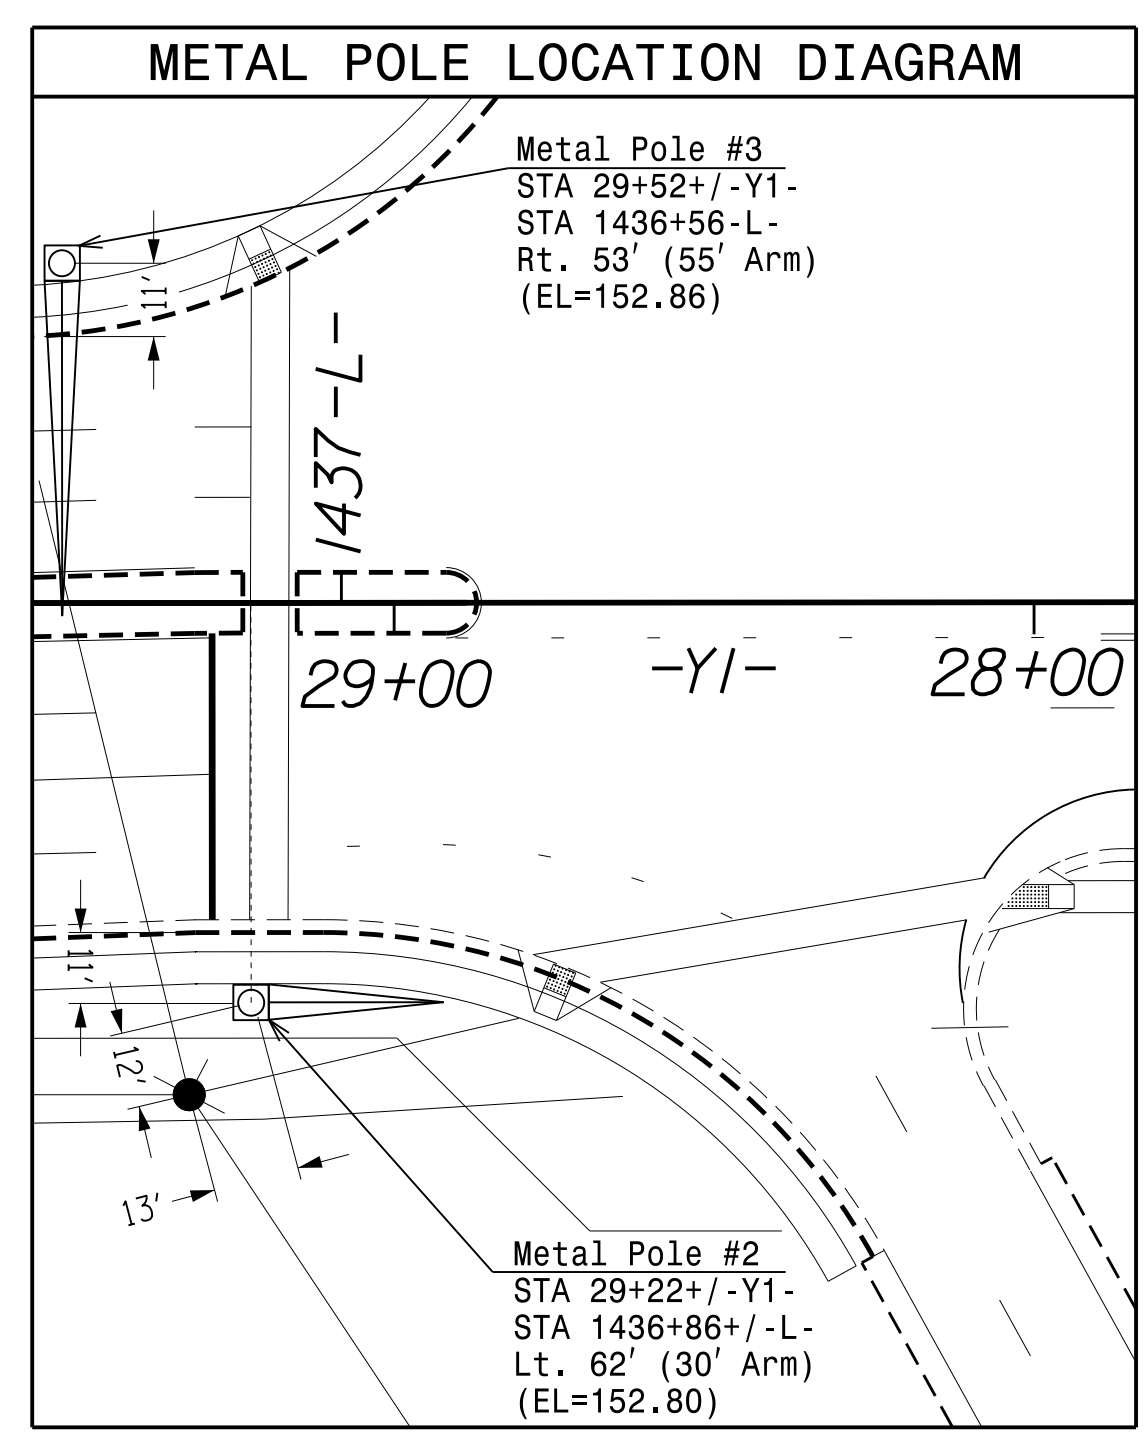 METAL POLE LOCATION DIAGRAM
Metal Pole #3
STA 29+52+/-Y1-
STA 1436+56-L-
Rt. 53' (55' Arm)
(EL=152.86)
11'
1437 -L-
29+00
-Y1-
28+00
11'
12'
13'
Metal Pole #2
STA 29+22+/-Y1-
STA 1436+86+/-L-
Lt. 62' (30' Arm)
(EL=152.80)